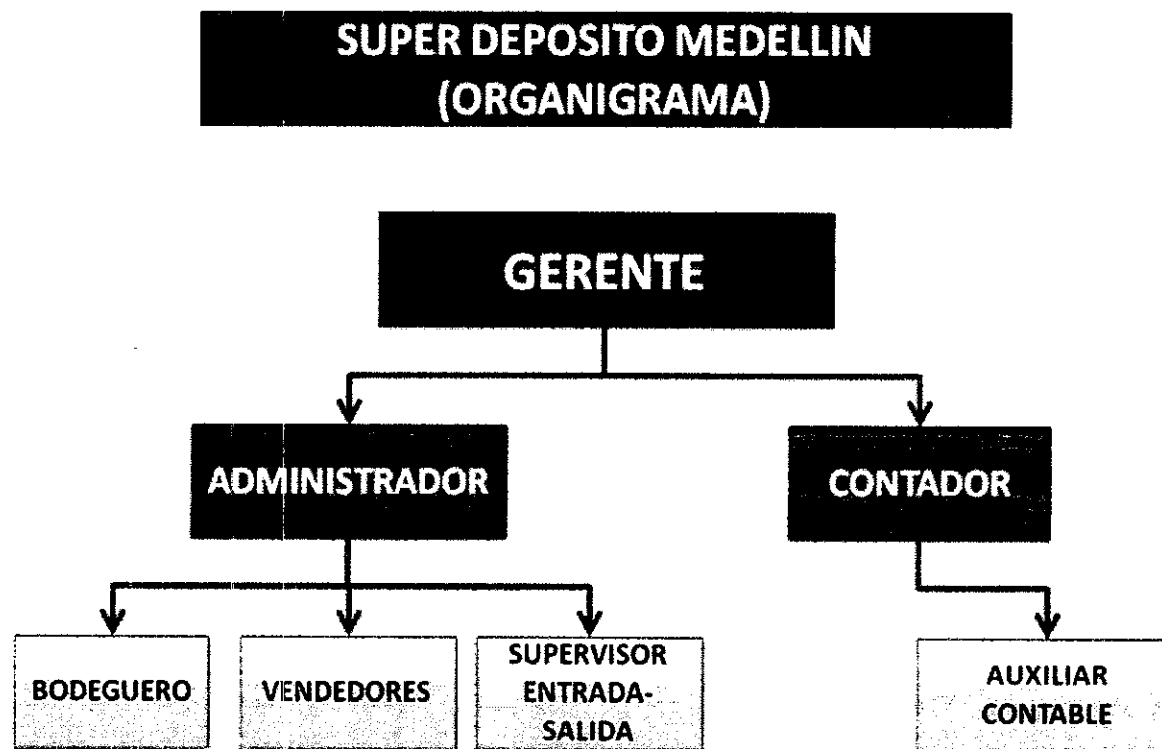 SUPER DEPOSITO MEDELLIN
(ORGANIGRAMA)
GERENTE
ADMINISTRADOR
CONTADOR
BODEGUERO
VENDEDORES
SUPERVISOR
ENTRADA-
SALIDA
AUXILIAR
CONTABLE